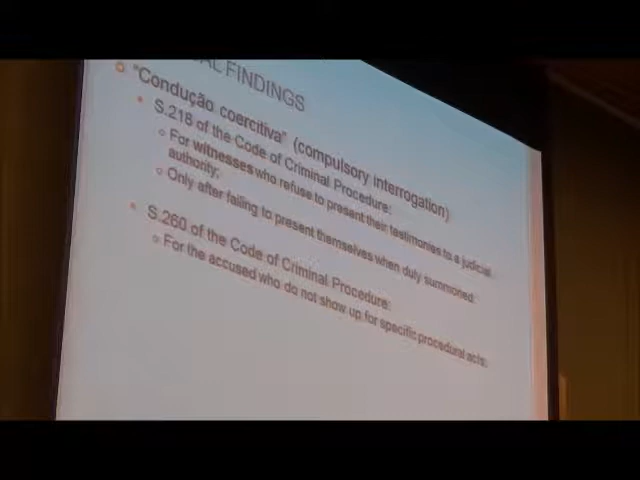 FINDINGS
"Condução coercitiva" (compulsory interrogation)
S.218 of the Code of Criminal Procedure:
For witnesses who refuse to present their testimonies to a judicial
authority;
Only after failing to present themselves when duly summoned.
S.260 of the Code of Criminal Procedure:
For the accused who do not show up for specific procedural acts;